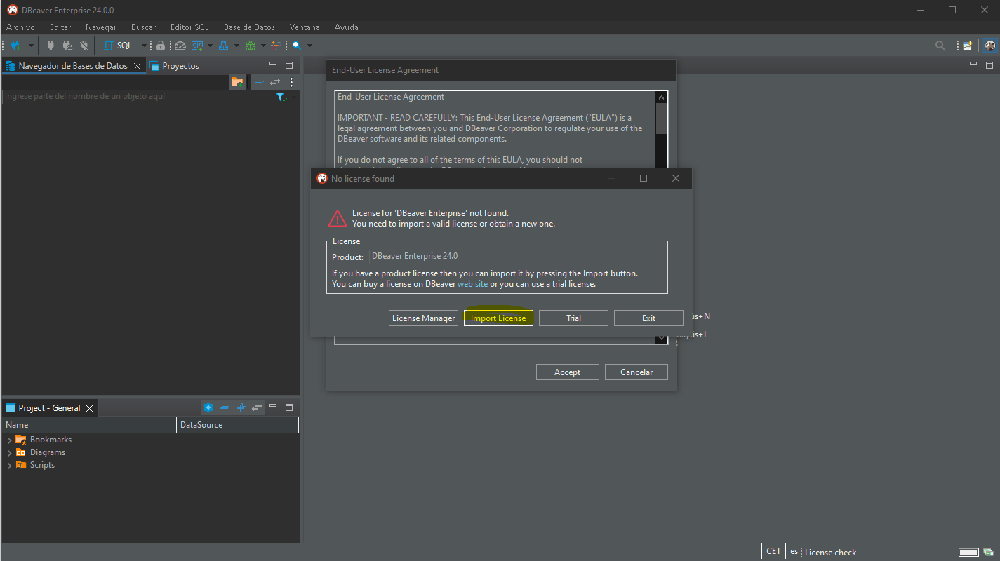 DBeaver Enterprise 24.0.0
Archivo Editar Navegar Buscar Editor SQL Base de Datos Ventana Ayuda
SQL
Navegador de Bases de Datos Proyectos
Ingrese parte del nombre de un objeto aquí
End-User License Agreement
End-User License Agreement
IMPORTANT - READ CAREFULLY: This End-User License Agreement ("EULA") is a
legal agreement between you and DBeaver Corporation to regulate your use of the
DBeaver software and its related components.
If you do not agree to all of the terms of this EULA, you should not
No license found
License for 'DBeaver Enterprise' not found.
You need to import a valid license or obtain a new one.
License
Product: DBeaver Enterprise 24.0
If you have a product license then you can import it by pressing the Import button.
You can buy a license on DBeaver web site or you can use a trial license.
License Manager Import License Trial Exit
ús+N
ús+L
Accept Cancelar
Project - General
Name DataSource
Bookmarks
Diagrams
Scripts
CET es License check